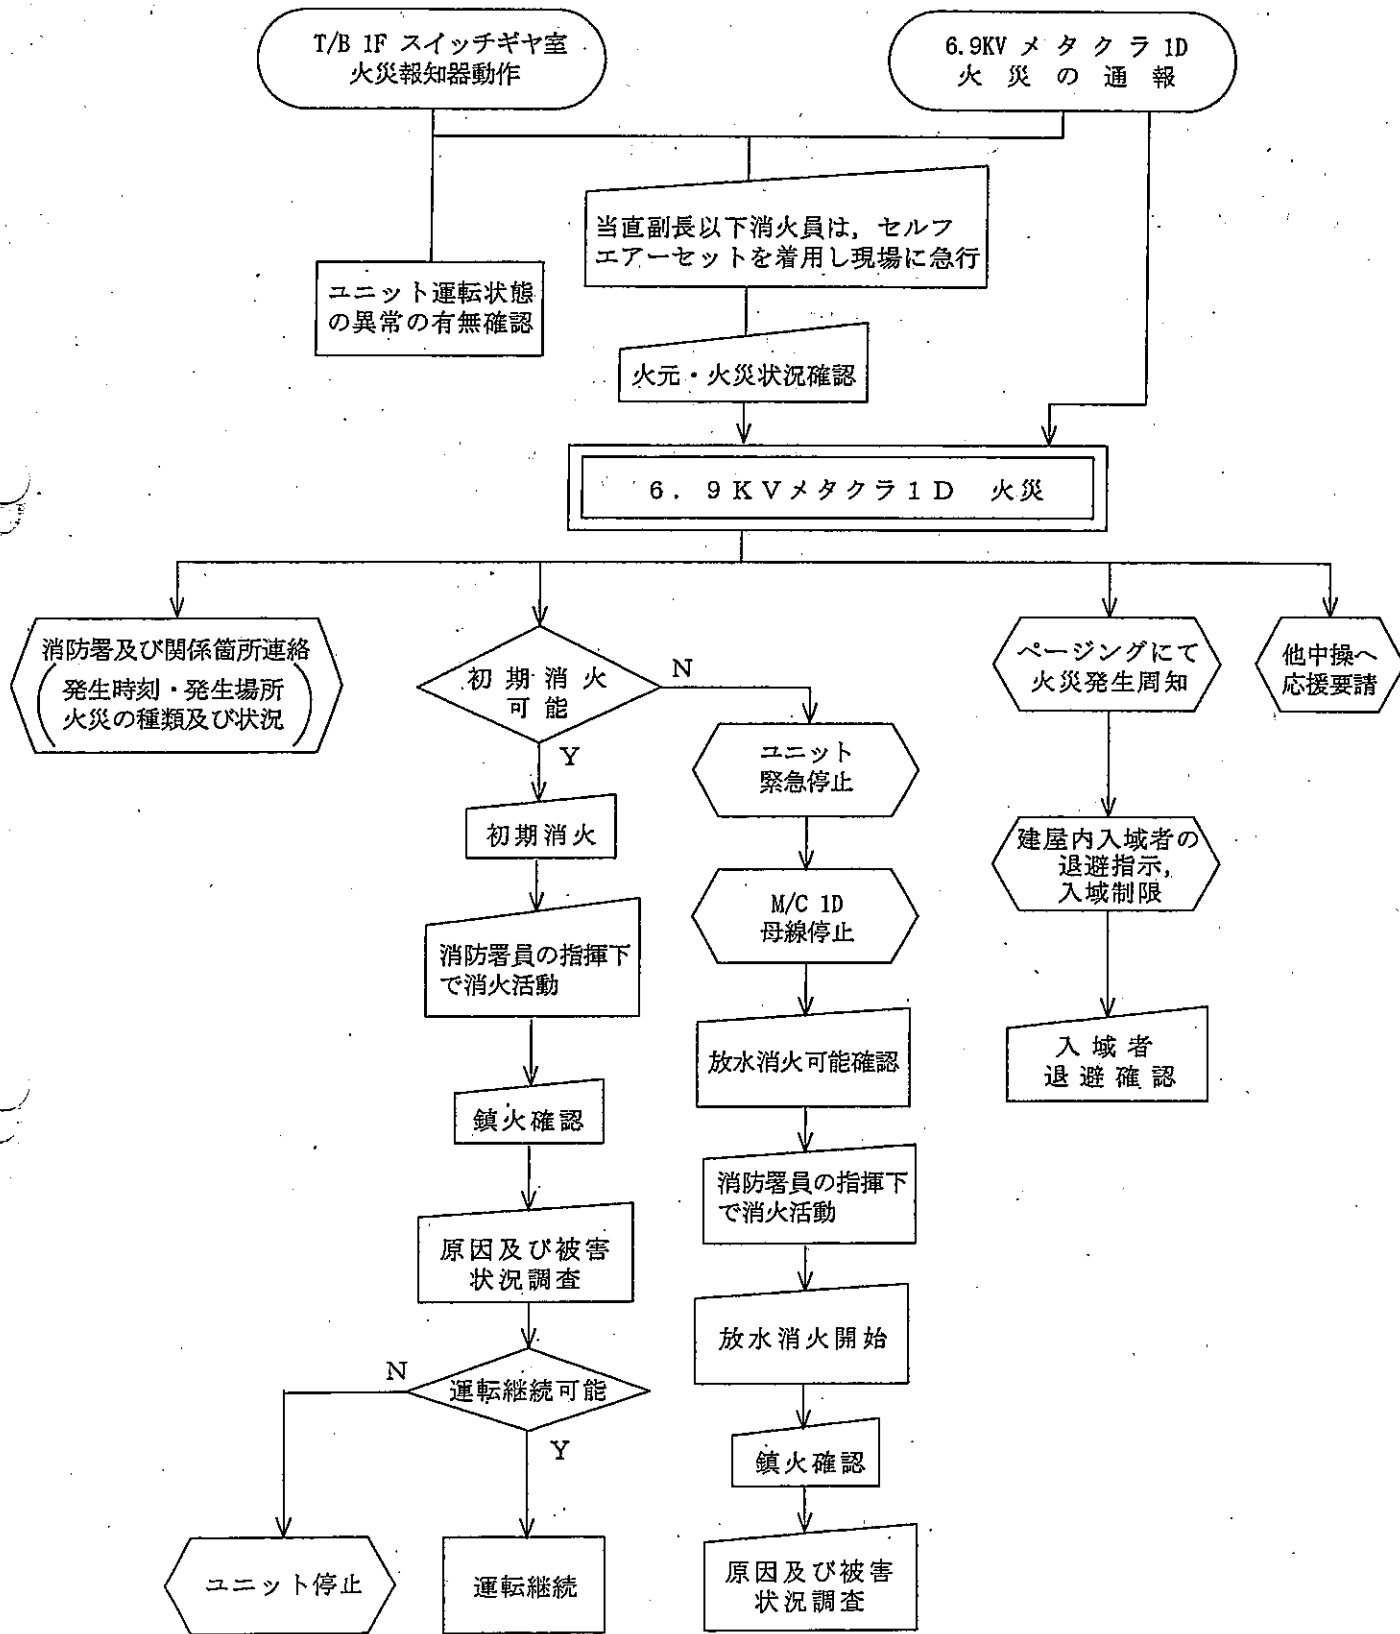 T/B 1F スイッチギヤ室
火災報知器動作
6.9KV メタクラ 1D
火災の通報
当直副長以下消火員は，セルフ
エアーセットを着用し現場に急行
ユニット運転状態
の異常の有無確認
火元・火災状況確認
６．９ＫＶメタクラ１Ｄ　火災
消防署及び関係箇所連絡
（発生時刻・発生場所
火災の種類及び状況）
初期消火
可能
N
Y
ページングにて
火災発生周知
他中操へ
応援要請
ユニット
緊急停止
初期消火
建屋内入域者の
退避指示，
入域制限
M/C 1D
母線停止
消防署員の指揮下
で消火活動
放水消火可能確認
入域者
退避確認
鎮火確認
消防署員の指揮下
で消火活動
原因及び被害
状況調査
放水消火開始
N
運転継続可能
Y
鎮火確認
ユニット停止
運転継続
原因及び被害
状況調査